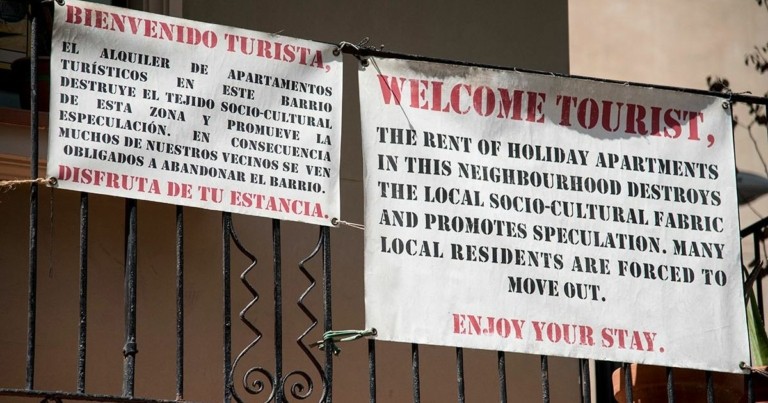 BIENVENIDO TURISTA,
EL ALQUILER DE APARTAMENTOS
TURÍSTICOS EN ESTE BARRIO
DESTRUYE EL TEJIDO SOCIO-CULTURAL
DE ESTA ZONA Y PROMUEVE LA
ESPECULACIÓN. EN CONSECUENCIA
MUCHOS DE NUESTROS VECINOS SE VEN
OBLIGADOS A ABANDONAR EL BARRIO.
DISFRUTA DE TU ESTANCIA.
WELCOME TOURIST,
THE RENT OF HOLIDAY APARTMENTS
IN THIS NEIGHBOURHOOD DESTROYS
THE LOCAL SOCIO-CULTURAL FABRIC
AND PROMOTES SPECULATION. MANY
LOCAL RESIDENTS ARE FORCED TO
MOVE OUT.
ENJOY YOUR STAY.